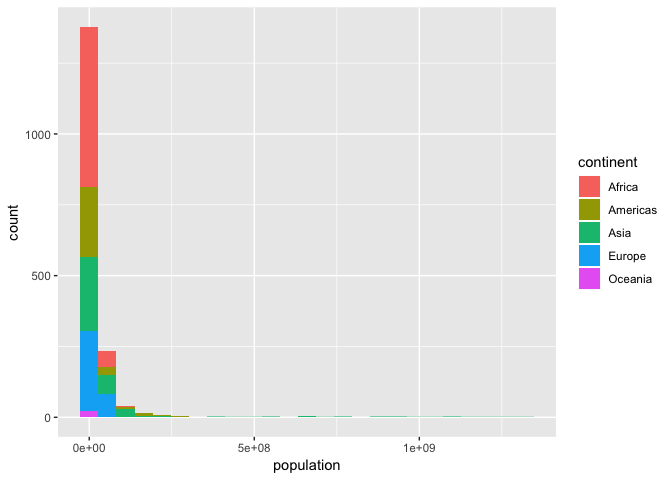 1000
500
0
count
0e+00
5e+08
1e+09
population
continent
Africa
Americas
Asia
Europe
Oceania